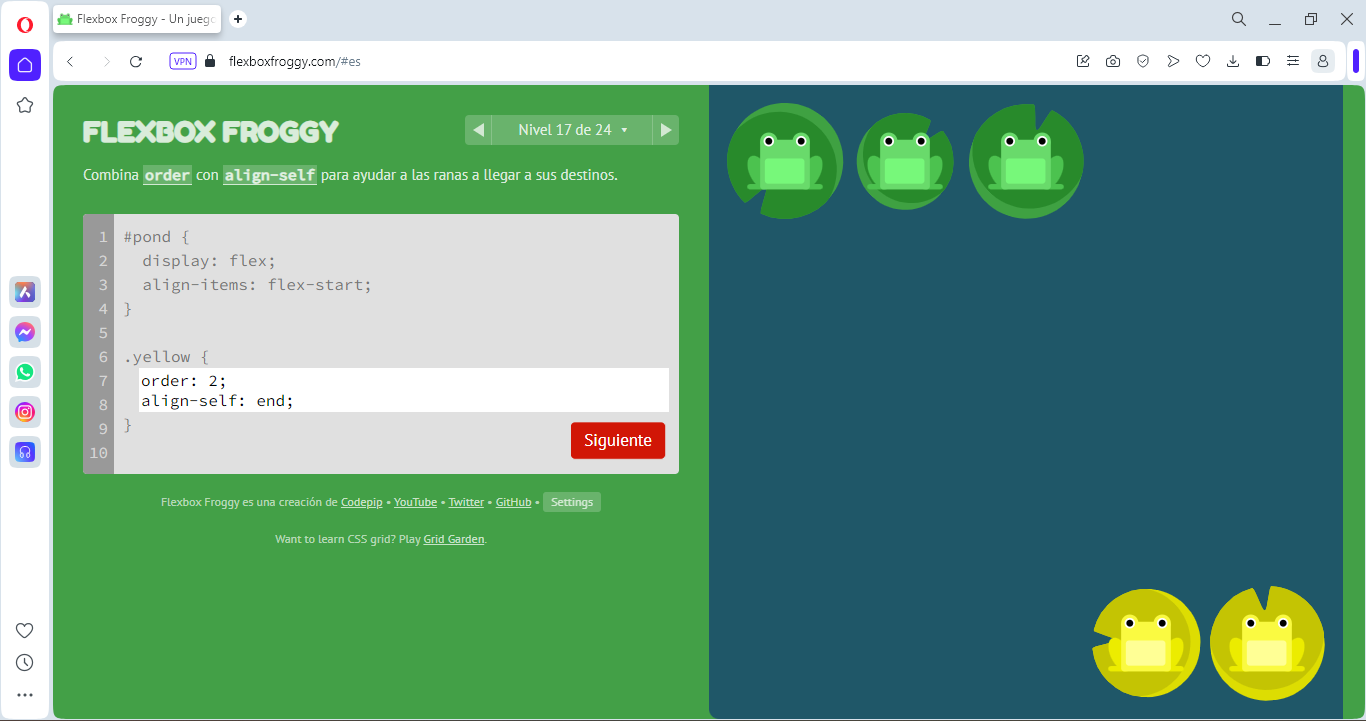 Flexbox Froggy - Un juego
VPN
flexboxfroggy.com/#es
FLEXBOX FROGGY
Nivel 17 de 24
Combina order con align-self para ayudar a las ranas a llegar a sus destinos.
1 #pond {
2 display: flex;
3 align-items: flex-start;
4 }
5
6 .yellow {
7 order: 2;
8 align-self: end;
9 }
10
Siguiente
Flexbox Froggy es una creación de Codepip • YouTube • Twitter • GitHub • Settings
Want to learn CSS grid? Play Grid Garden.